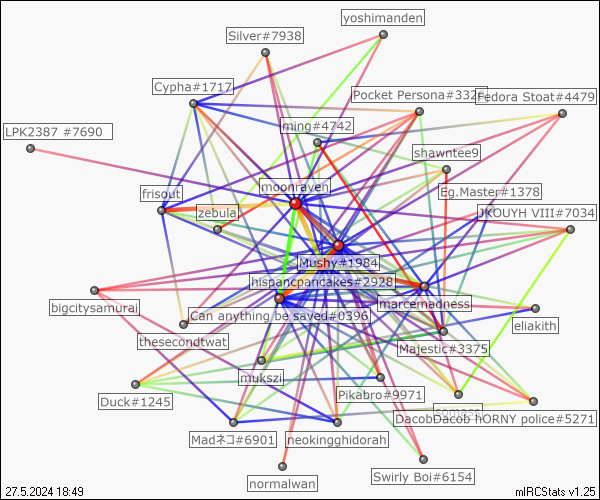 yoshimanden
Silver#7938
Cypha#1717
Pocket Persona#332
Fedora Stoat#4479
LPK2387 #7690
ming#4742
shawntee9
moonraven
Eg.Master#1378
frisout
zebula
JKOUYH VIII#7034
Mushy#1984
hispancpancakes#2928
bigcitysamurai
Can anything be saved#0396
marcemadness
thesecondtwat
eliakith
Majestic#3375
mukszi
Pikabro#9971
Duck#1245
somass
DacobDacob hORNY police#5271
Madネコ#6901
neokingghidorah
normalwan
Swirly Boi#6154
27.5.2024 18:49
mIRCStats v1.25